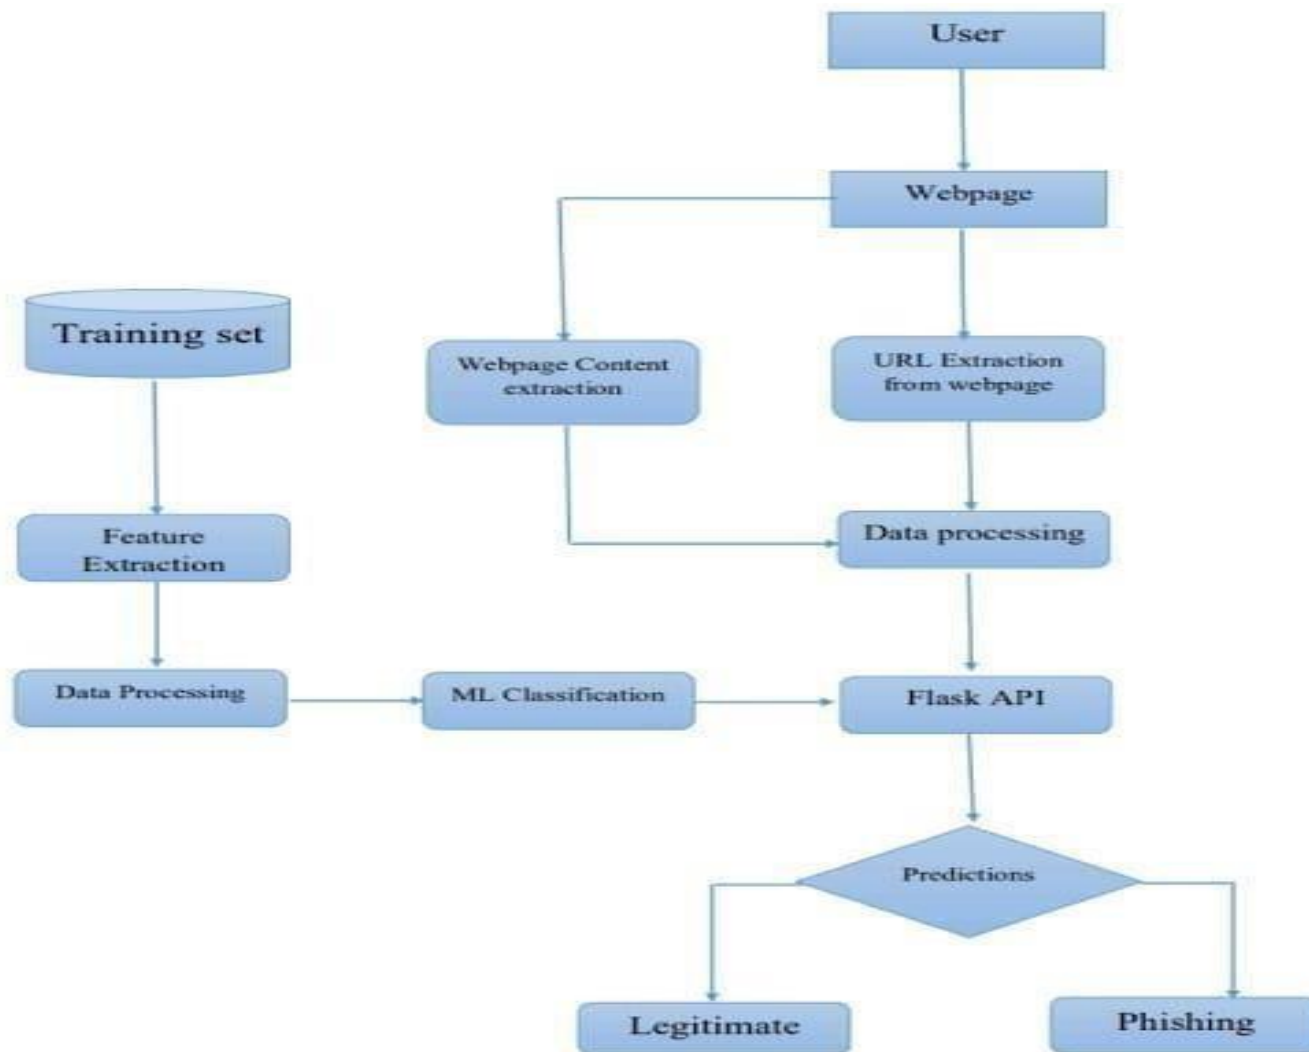 User
Webpage
Training set
Webpage Content
extraction
URL Extraction
from webpage
Feature
Extraction
Data processing
Data Processing
ML Classification
Flask API
Predictions
Legitimate
Phishing